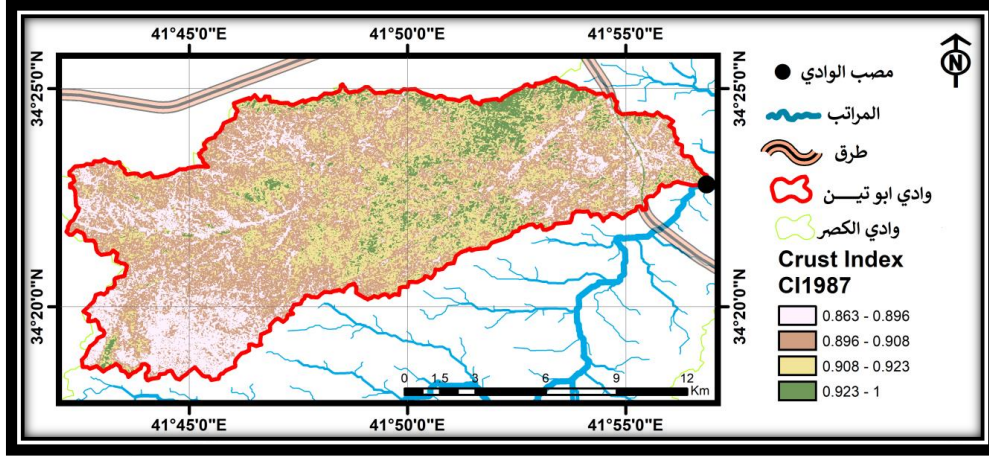 41°45'0"E 41°50'0"E 41°55'0"E
34°25'0"N 34°25'0"N
34°20'0"N 34°20'0"N
0 1.5 3 6 9 12
Km
41°45'0"E 41°50'0"E 41°55'0"E
N
مصب الوادي
المراتب
طرق
وادي ابو تبـــن
وادي الكصر
Crust Index
CI1987
0.863 - 0.896
0.896 - 0.908
0.908 - 0.923
0.923 - 1